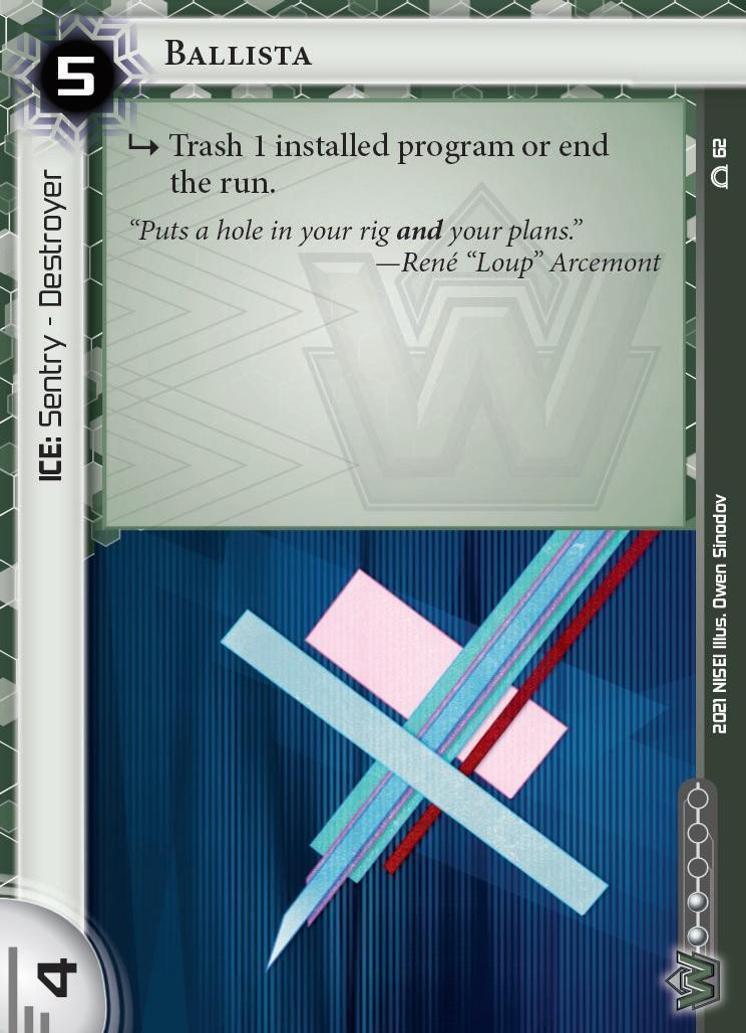 5
Ballista
↳ Trash 1 installed program or end
the run.
“Puts a hole in your rig and your plans.”
—René “Loup” Arcemont
ICE: Sentry - Destroyer
4
62
2021 NISEI Illus. Owen Sinodov